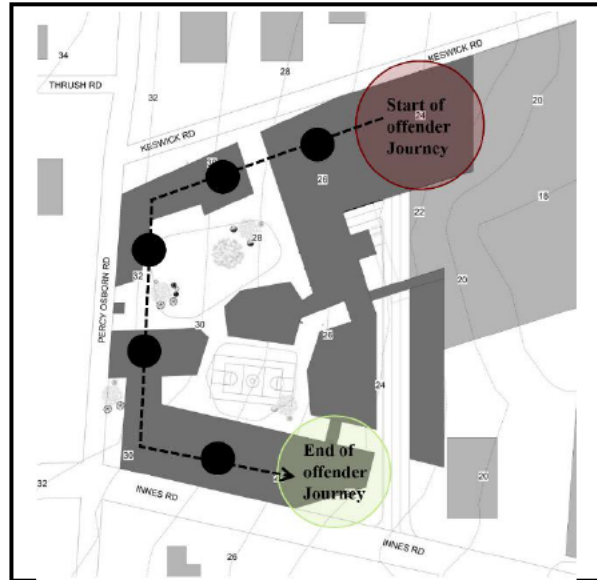 34
KESWICK RD
28
THRUSH RD
32
20
Start of
24
offender
Journey
KESWICK RD
26
18
22
28
32
20
PERCY OSBORN RD
30
26
24
30
End of
offender
Journey
32
20
INNES RD
INNES RD
26